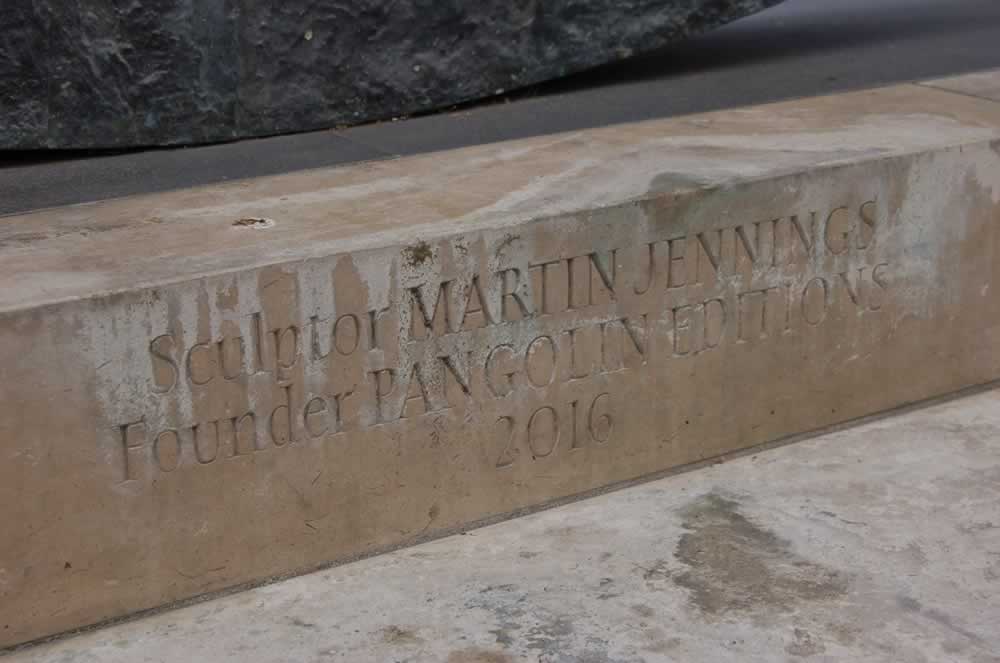 Sculptor MARTIN JENNINGS
Founder PANGOLIN EDITIONS
2016